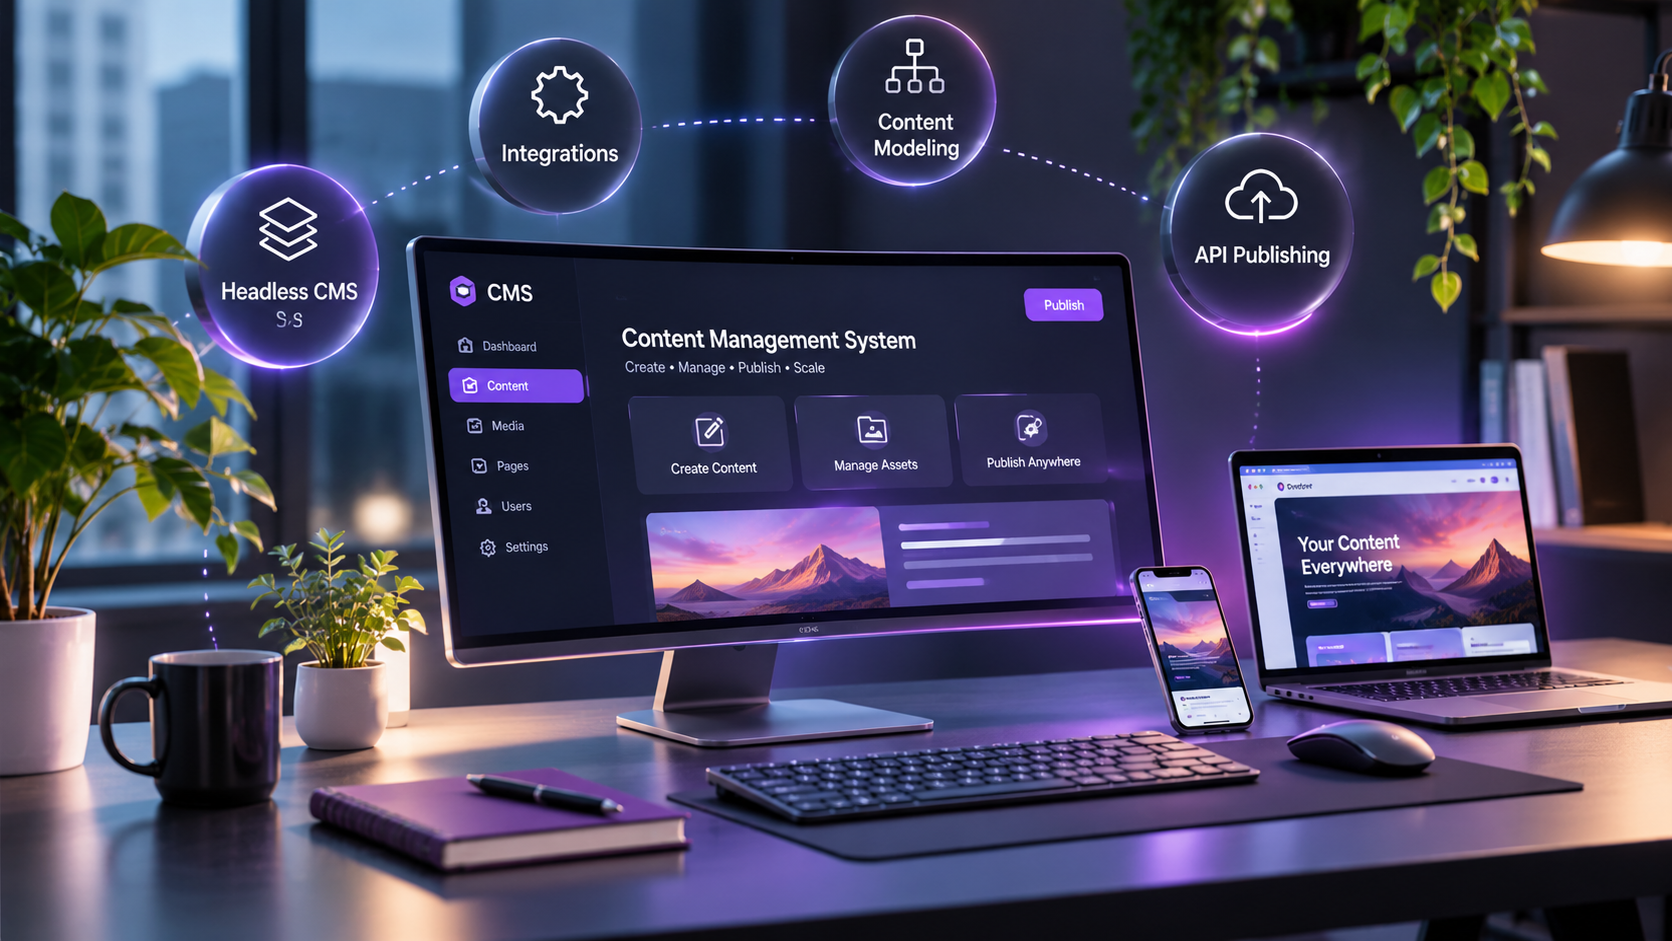 Integrations
Content
Modeling
Headless CMS
API Publishing
CMS
Dashboard
Content
Media
Pages
Users
Settings
Publish
Content Management System
Create • Manage • Publish • Scale
Create Content
Manage Assets
Publish Anywhere
Your Content
Everywhere